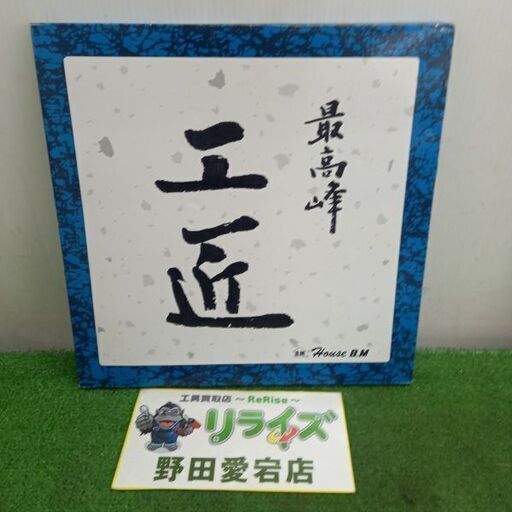 最高峰
工匠
House B.M
工具買取店 ～ReRise～
リライズ
野田愛宕店